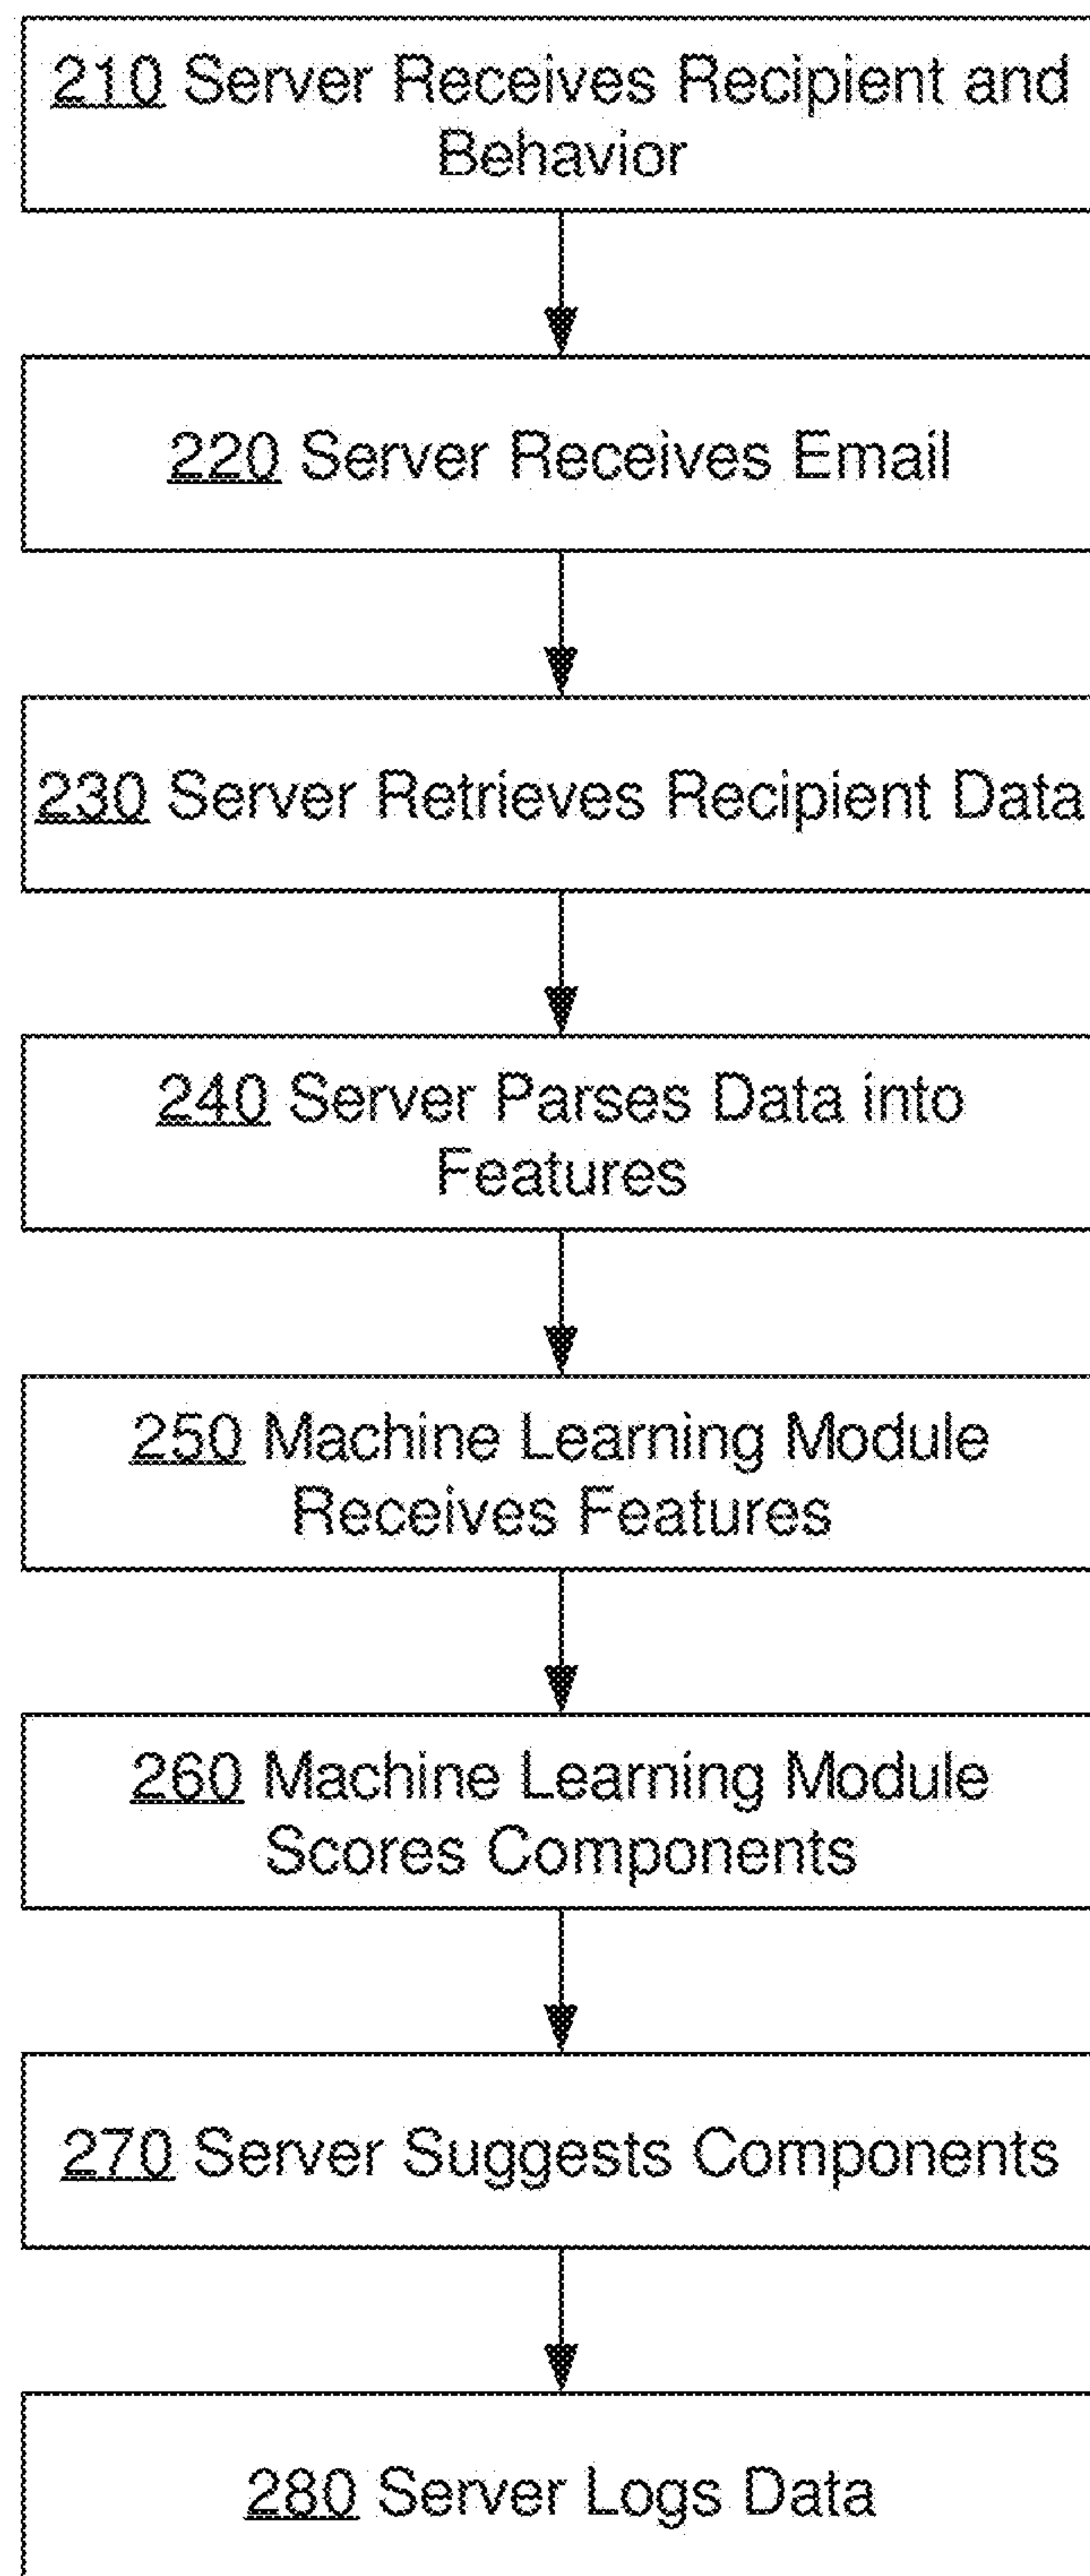 210 Server Receives Recipient and
Behavior
220 Server Receives Email
230 Server Retrieves Recipient Data
240 Server Parses Data into
Features
250 Machine Learning Module
Receives Features
260 Machine Learning Module
Scores Components
270 Server Suggests Components
280 Server Logs Data